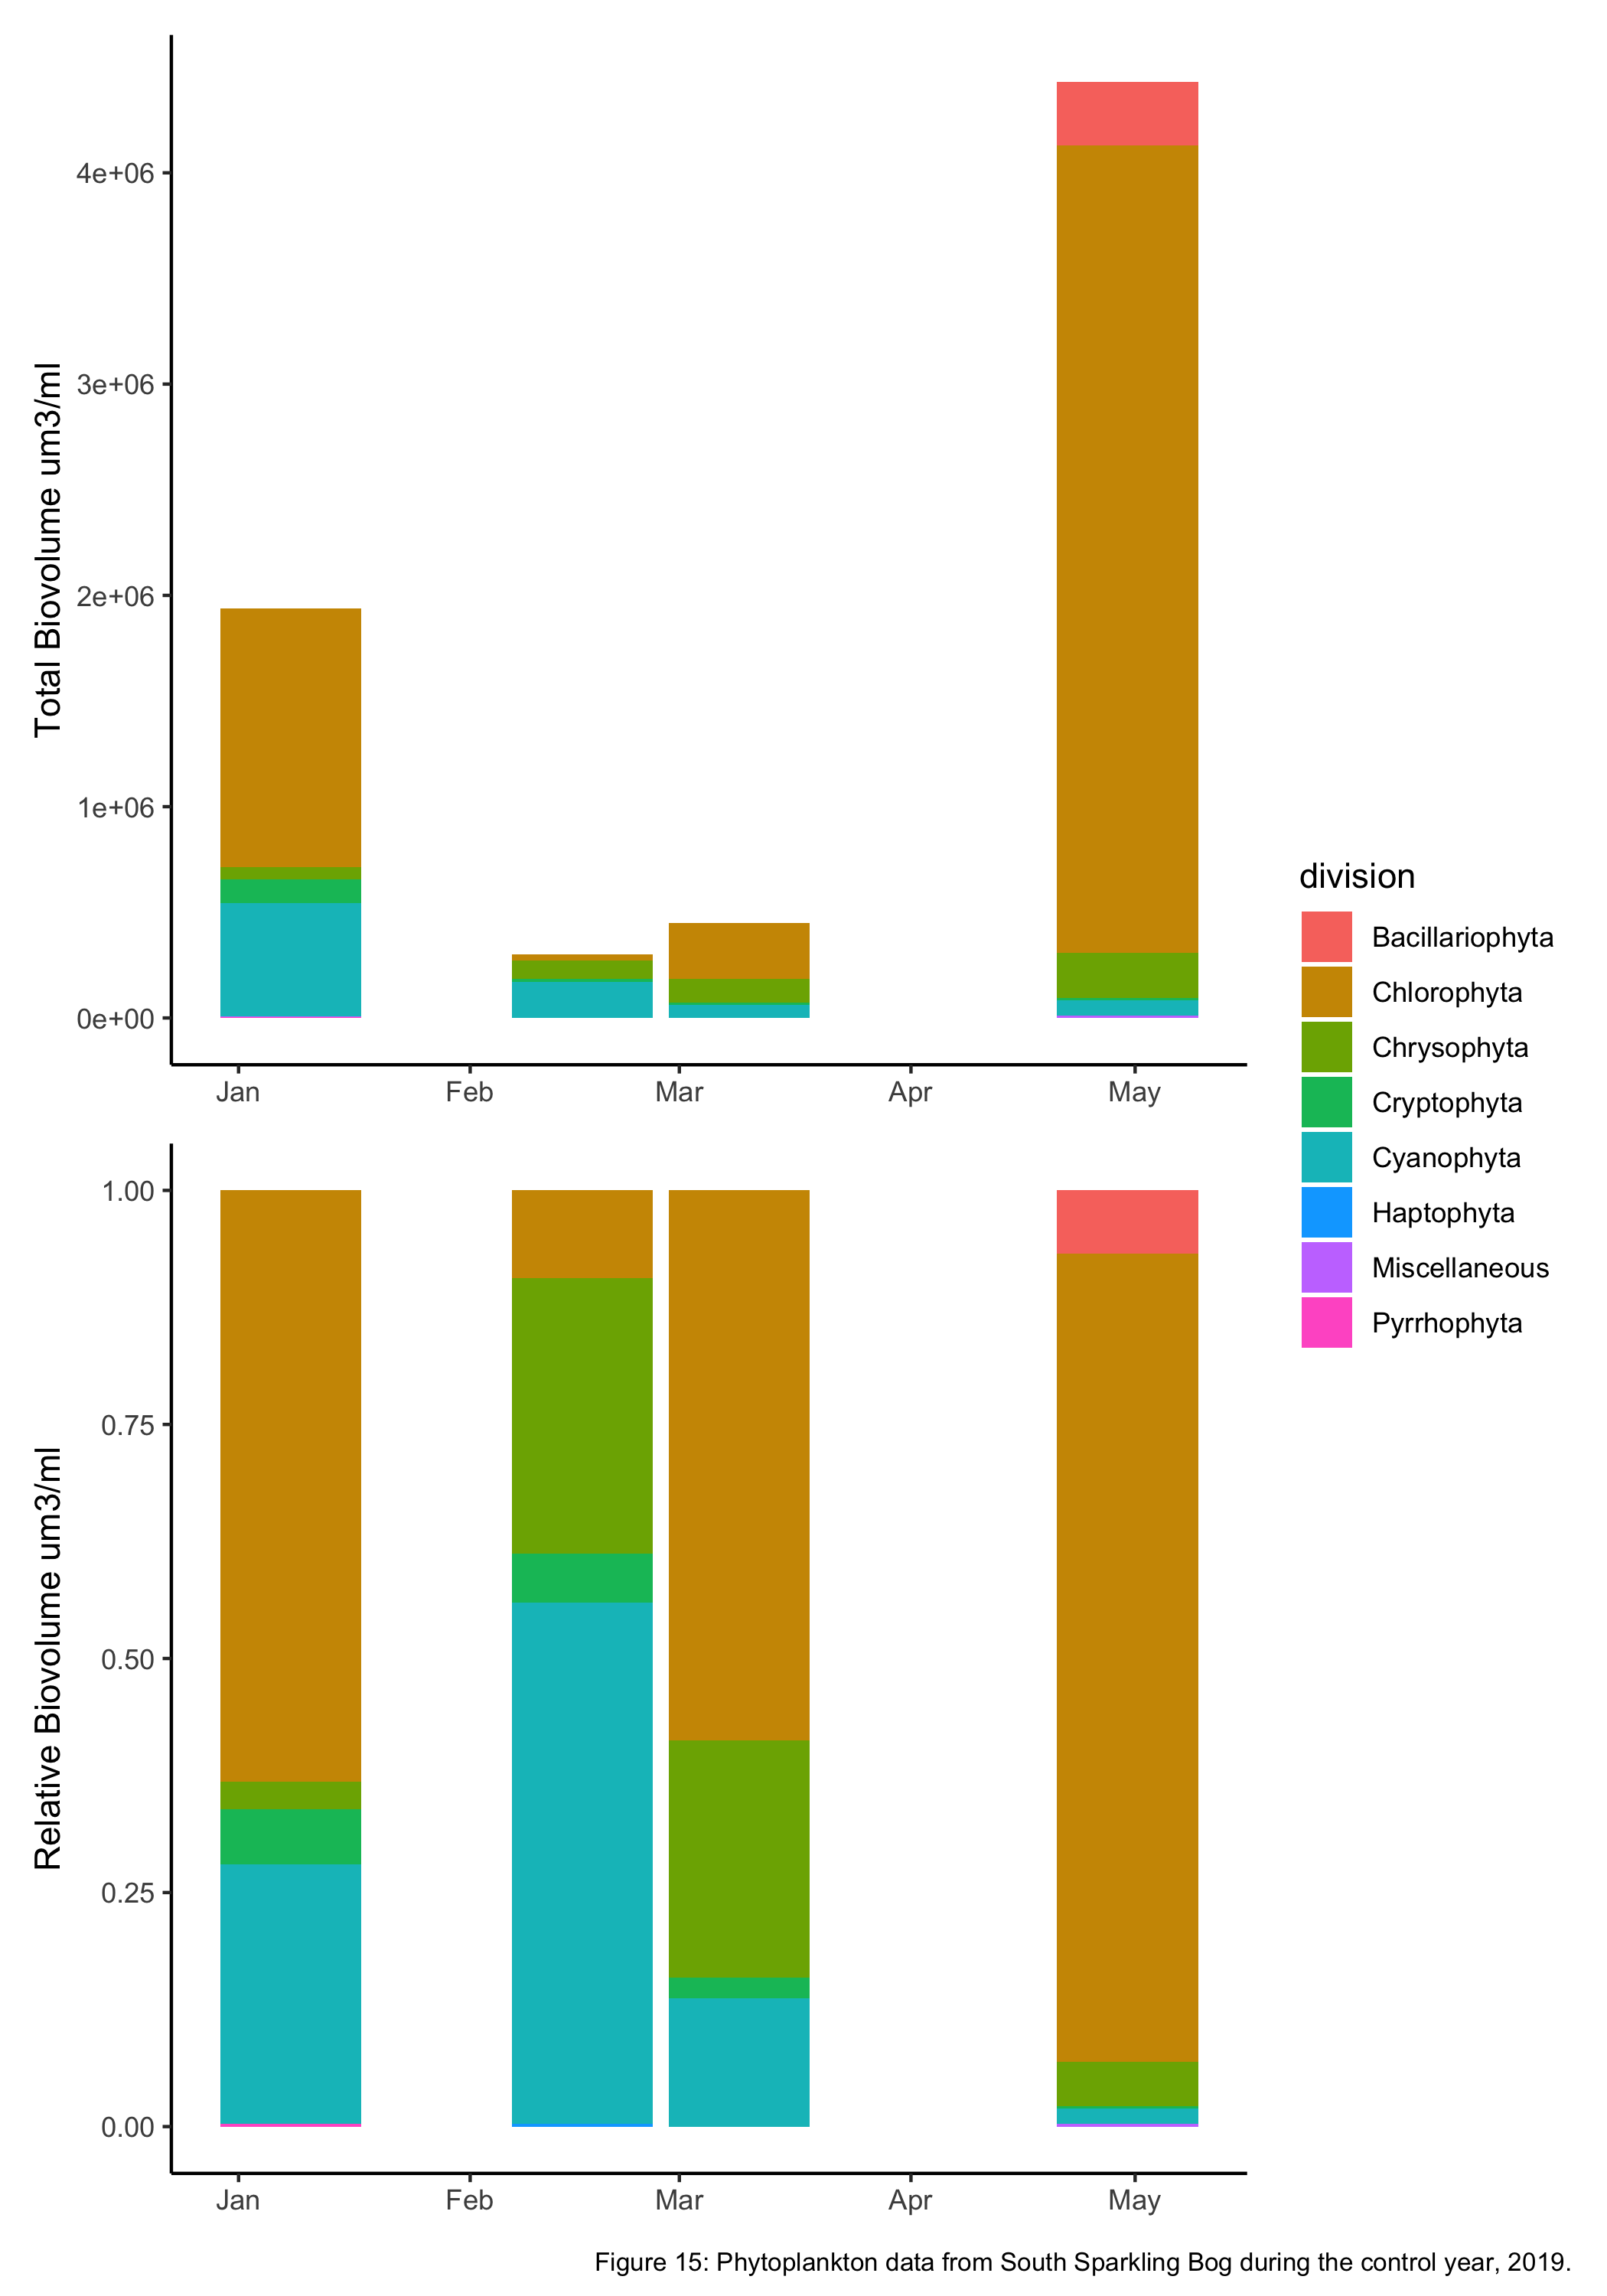 Total Biovolume um3/ml
4e+06
3e+06
2e+06
1e+06
0e+00
Jan Feb Mar Apr May
division
Bacillariophyta
Chlorophyta
Chrysophyta
Cryptophyta
Cyanophyta
Haptophyta
Miscellaneous
Pyrrhophyta
Relative Biovolume um3/ml
1.00
0.75
0.50
0.25
0.00
Jan Feb Mar Apr May
Figure 15: Phytoplankton data from South Sparkling Bog during the control year, 2019.